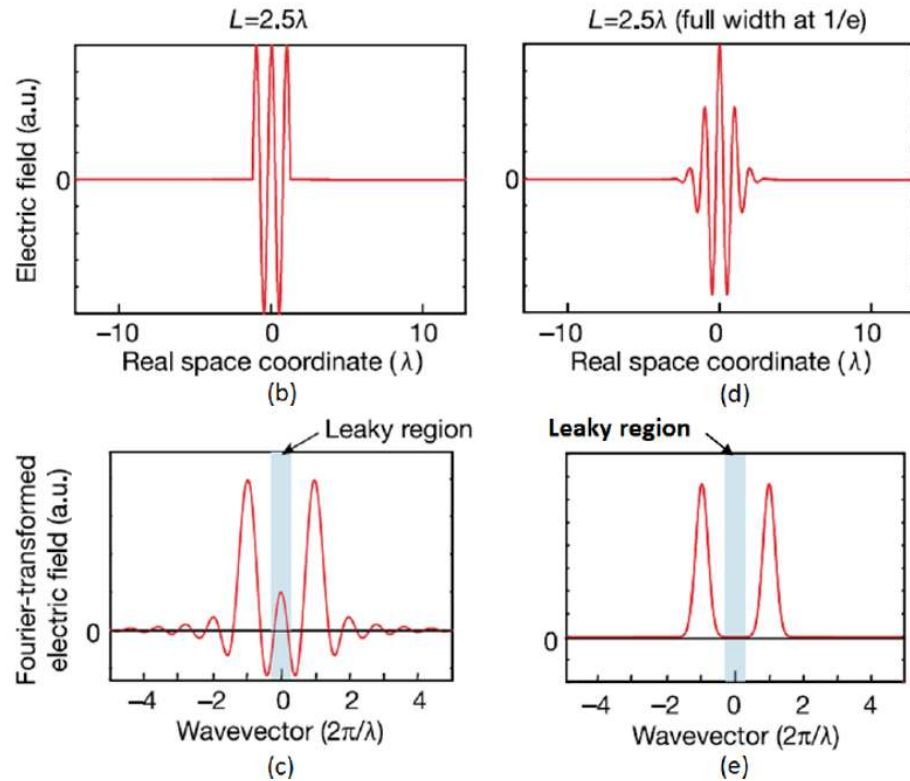 L=2.5λ
Electric field (a.u.)
0
−10
0
10
Real space coordinate (λ)
(b)
L=2.5λ (full width at 1/e)
0
−10
0
10
Real space coordinate (λ)
(d)
Leaky region
Fourier-transformed
electric field (a.u.)
0
−4
−2
0
2
4
Wavevector (2π/λ)
(c)
Leaky region
0
−4
−2
0
2
4
Wavevector (2π/λ)
(e)